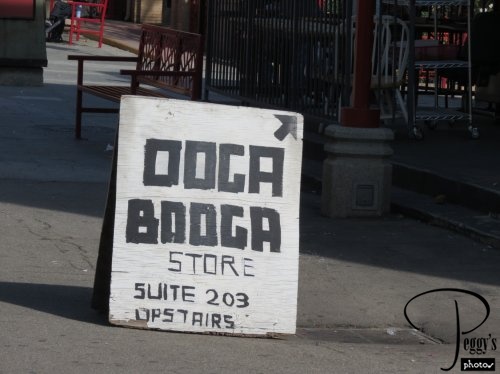 OOGA
BOOGA
STORE
SUITE 203
UPSTAIRS
Peggy's
photos